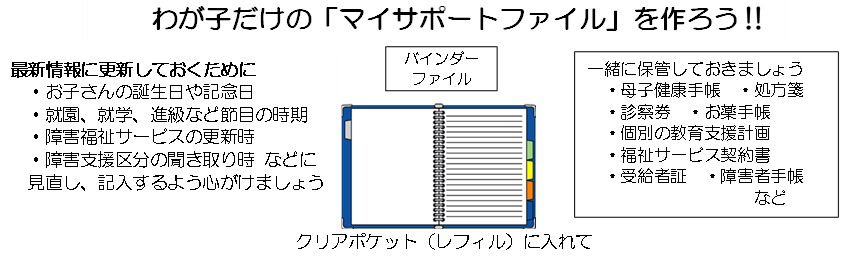 わが子だけの「マイサポートファイル」を作ろう!!
最新情報に更新しておくために
・お子さんの誕生日や記念日
・就園、就学、進級など節目の時期
・障害福祉サービスの更新時
・障害支援区分の聞き取り時 などに
見直し、記入するよう心がけましょう
バインダー
ファイル
クリアポケット（レフィル）に入れて
一緒に保管しておきましょう
・母子健康手帳 ・処方箋
・診察券 ・お薬手帳
・個別の教育支援計画
・福祉サービス契約書
・受給者証 ・障害者手帳
など